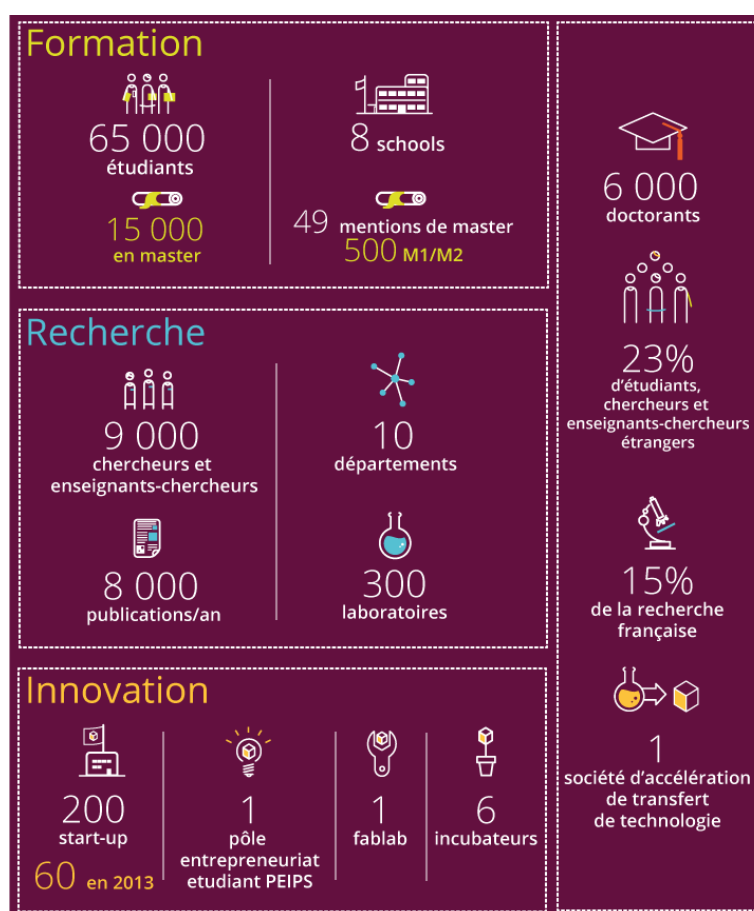 Formation
65 000
étudiants
15 000
en master
8 schools
49 mentions de master
500 M1/M2
Recherche
9 000
chercheurs et
enseignants-chercheurs
10
départements
8 000
publications/an
300
laboratoires
Innovation
200
start-up
60 en 2013
1
pôle
entrepreneuriat
etudiant PEIPS
1
fablab
6
incubateurs
6 000
doctorants
23%
d'étudiants,
chercheurs et
enseignants-chercheurs
étrangers
15%
de la recherche
française
1
société d'accélération
de transfert
de technologie